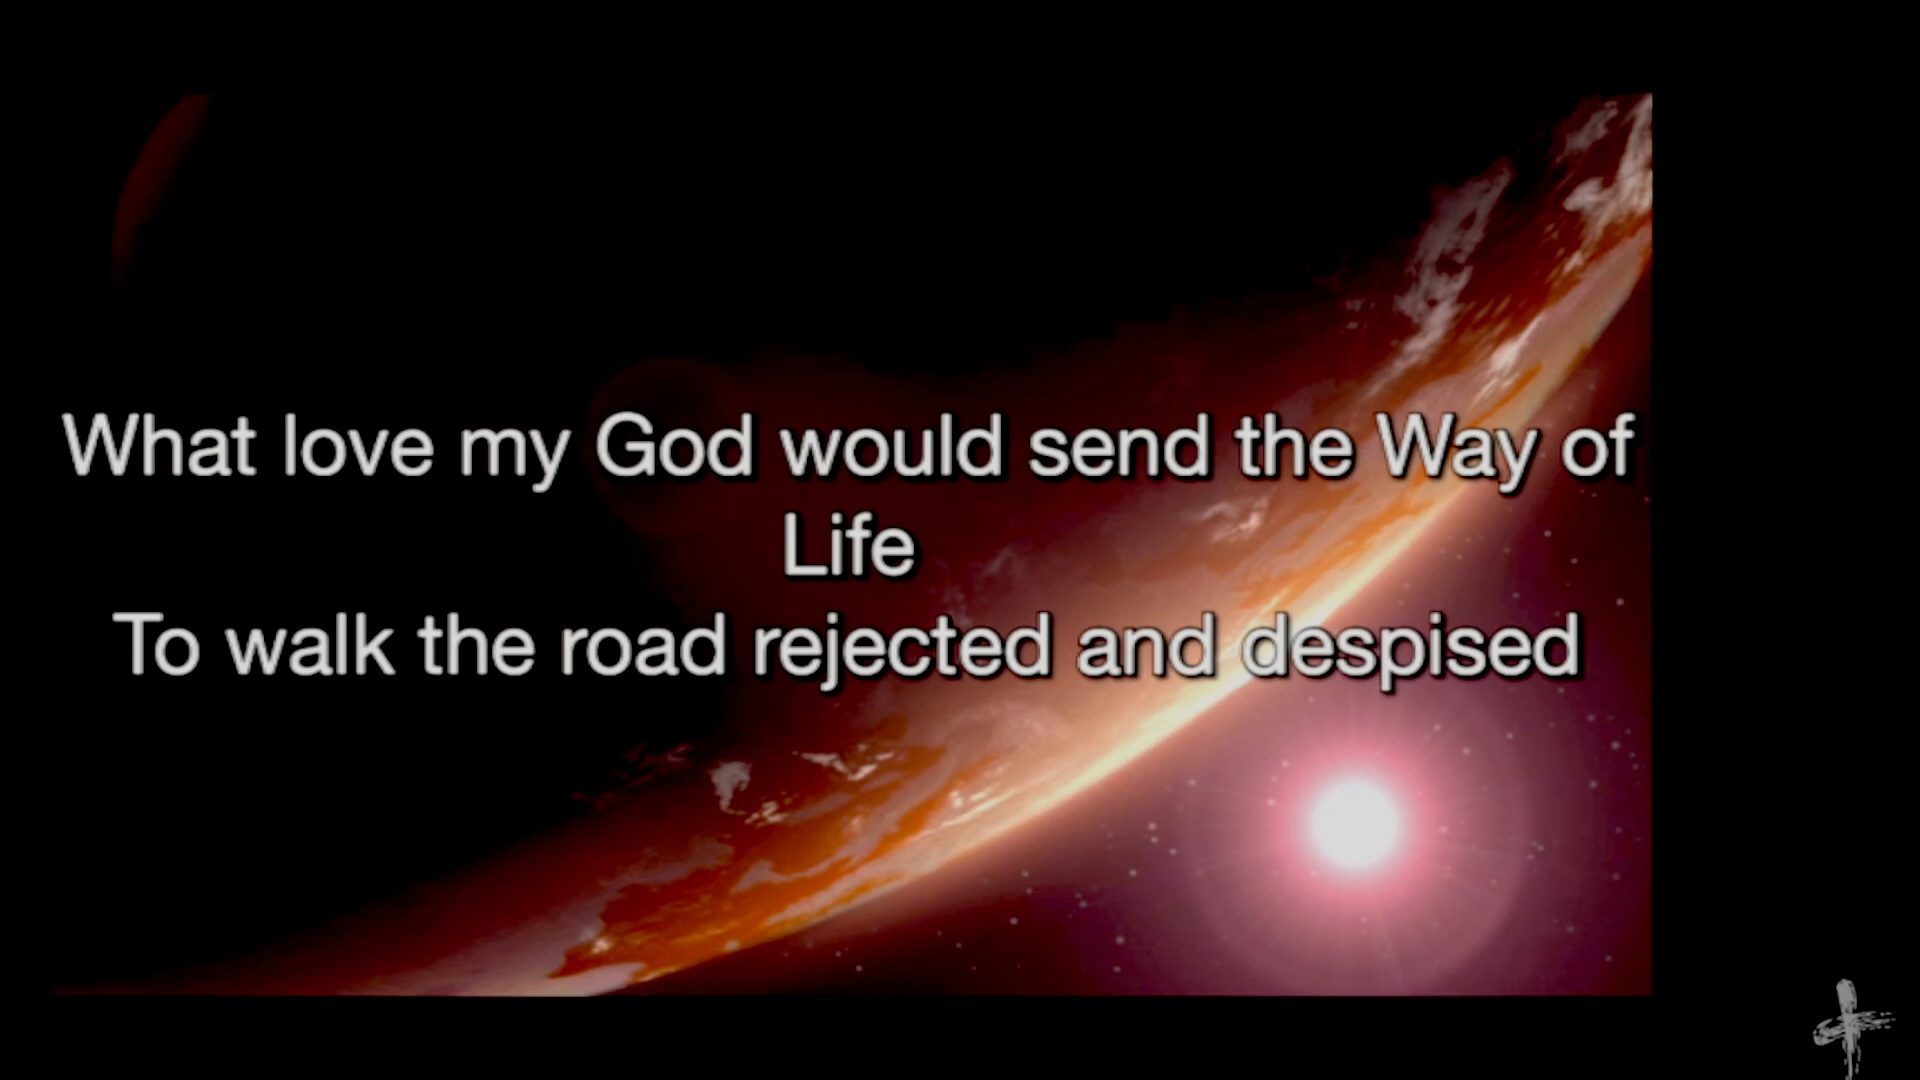 What love my God would send the Way of
Life
To walk the road rejected and despised